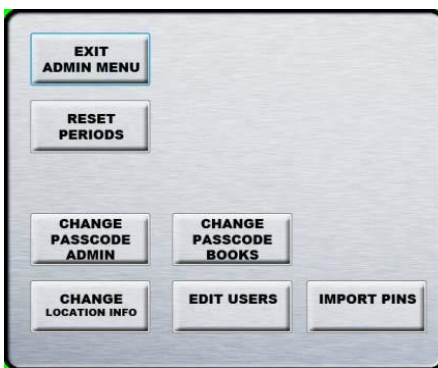 EXIT
ADMIN MENU
RESET
PERIODS
CHANGE
PASSCODE
ADMIN
CHANGE
PASSCODE
BOOKS
CHANGE
LOCATION INFO
EDIT USERS
IMPORT PINS